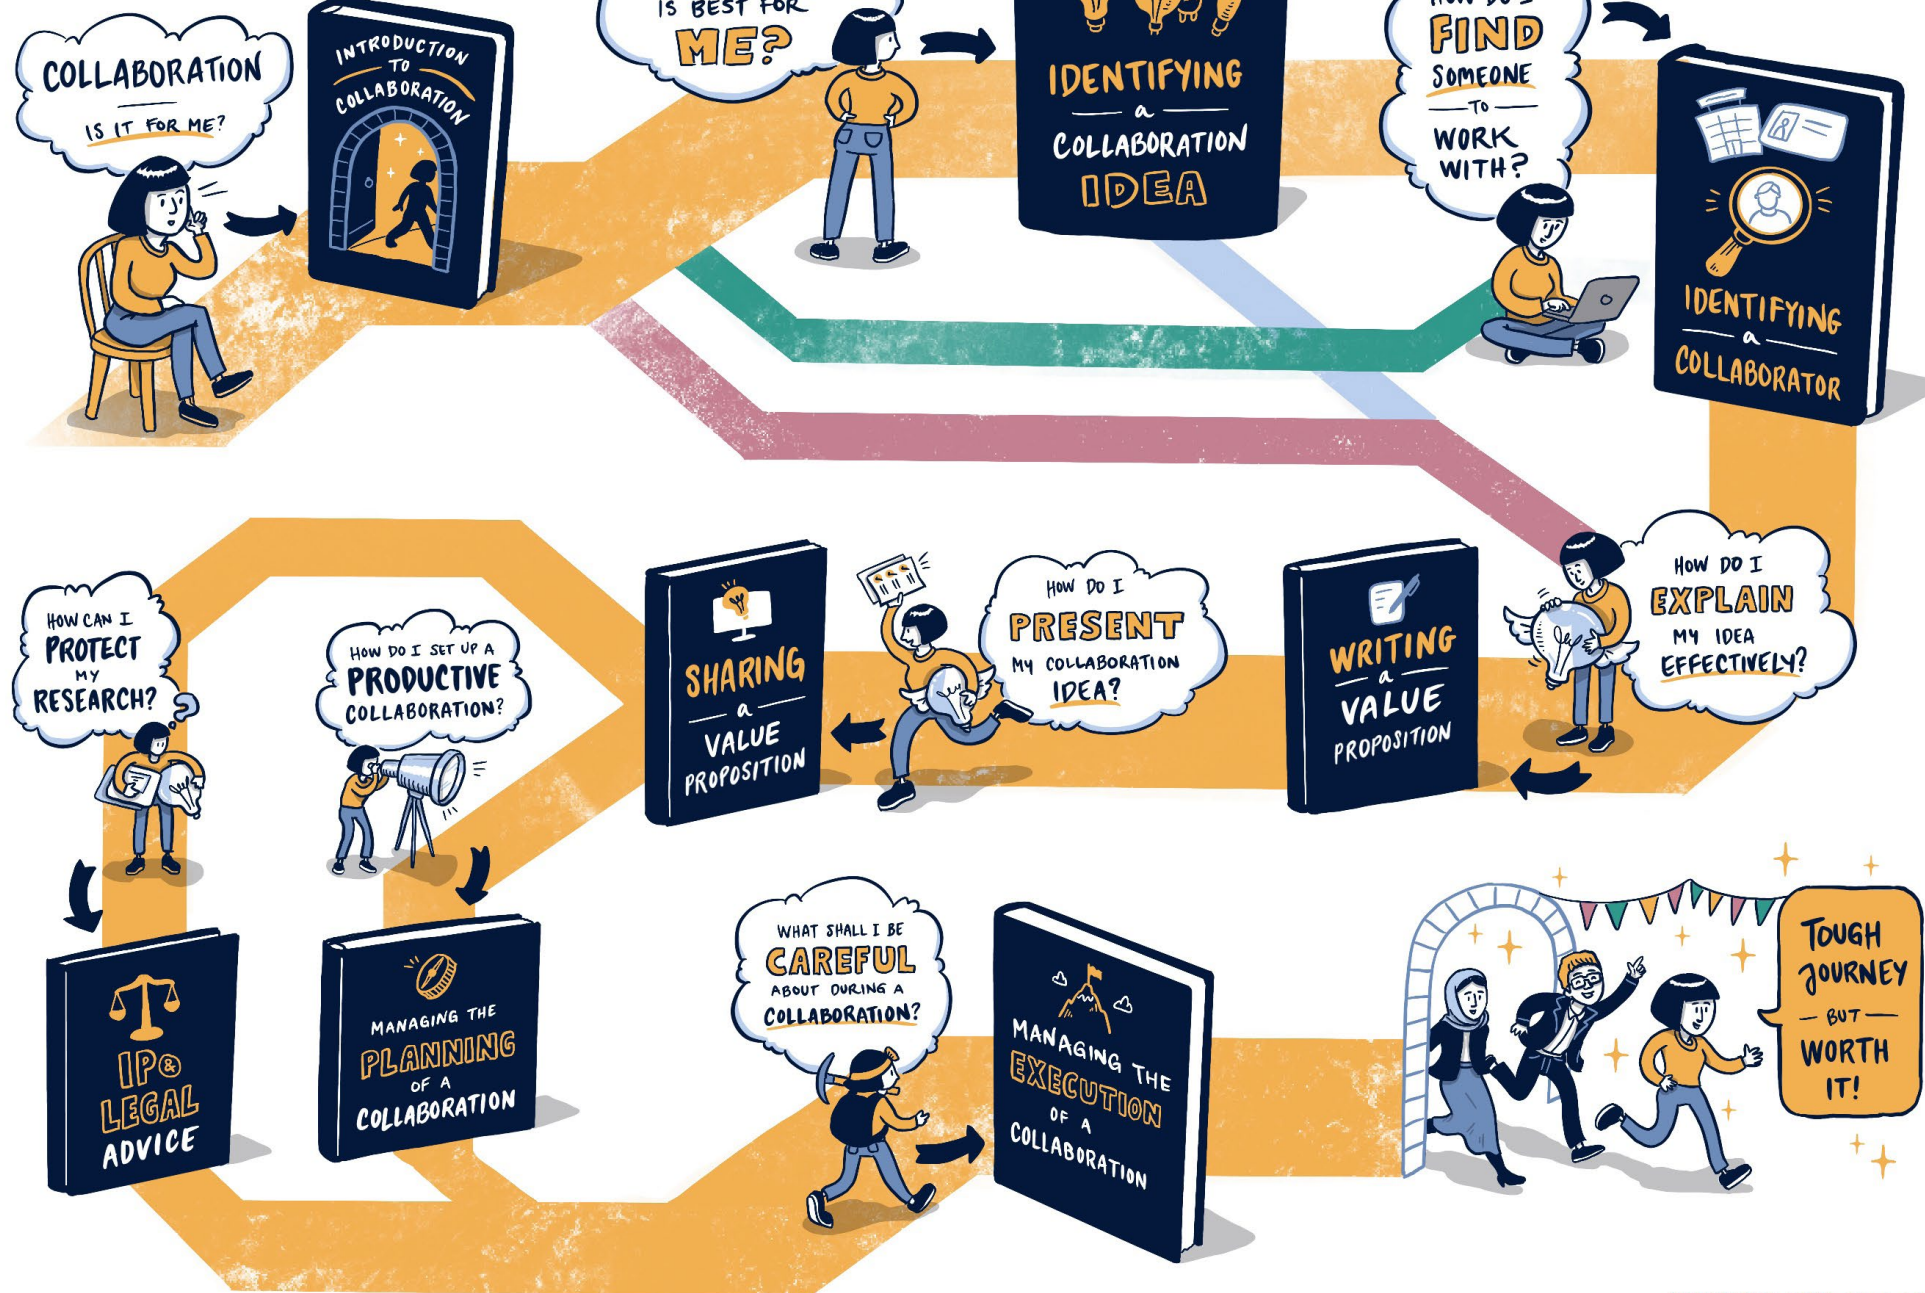 COLLABORATION
IS IT FOR ME?
INTRODUCTION
TO
COLLABORATION
IS BEST FOR
ME?
IDENTIFYING
a
COLLABORATION
IDEA
HOW DO I
FIND
SOMEONE
TO
WORK
WITH?
IDENTIFYING
a
COLLABORATOR
HOW DO I
EXPLAIN
MY IDEA
EFFECTIVELY?
WRITING
a
VALUE
PROPOSITION
HOW DO I
PRESENT
MY COLLABORATION
IDEA?
SHARING
a
VALUE
PROPOSITION
HOW DO I SET UP A
PRODUCTIVE
COLLABORATION?
HOW CAN I
PROTECT
MY
RESEARCH?
IP&
LEGAL
ADVICE
MANAGING THE
PLANNING
OF A
COLLABORATION
WHAT SHALL I BE
CAREFUL
ABOUT DURING A
COLLABORATION?
MANAGING THE
EXECUTION
OF A
COLLABORATION
TOUGH
JOURNEY
BUT
WORTH
IT!